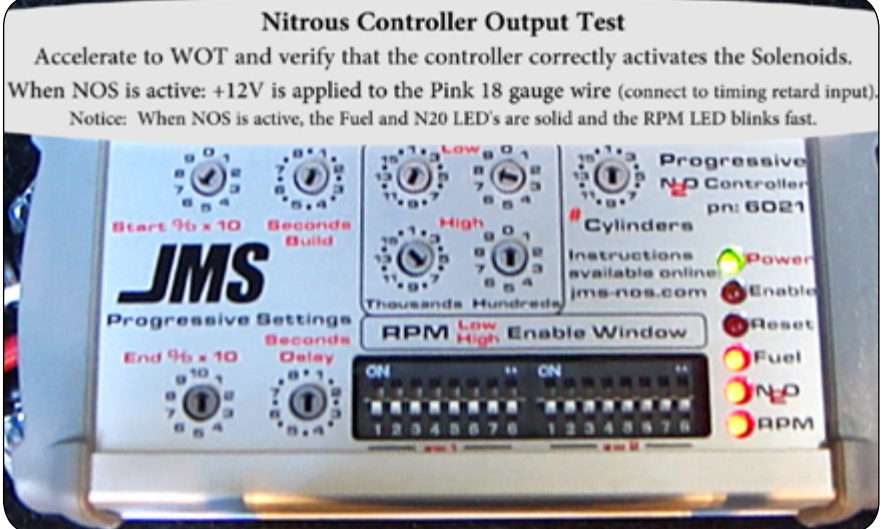 Nitrous Controller Output Test
Accelerate to WOT and verify that the controller correctly activates the Solenoids.
When NOS is active: +12V is applied to the Pink 18 gauge wire (connect to timing retard input).
Notice: When NOS is active, the Fuel and N20 LED's are solid and the RPM LED blinks fast.
Low
Progressive
N2O Controller
pn: 6021
Start % x 10
Seconds Build
High
# Cylinders
Instructions
available online
jms-nos.com
JMS
Thousands Hundreds
Power
Enable
Reset
Fuel
N2O
RPM
Progressive Settings
RPM Low High Enable Window
End % x 10
Seconds Delay
ON ON
1 2 3 4 5 6 7 8 1 2 3 4 5 6 7 8